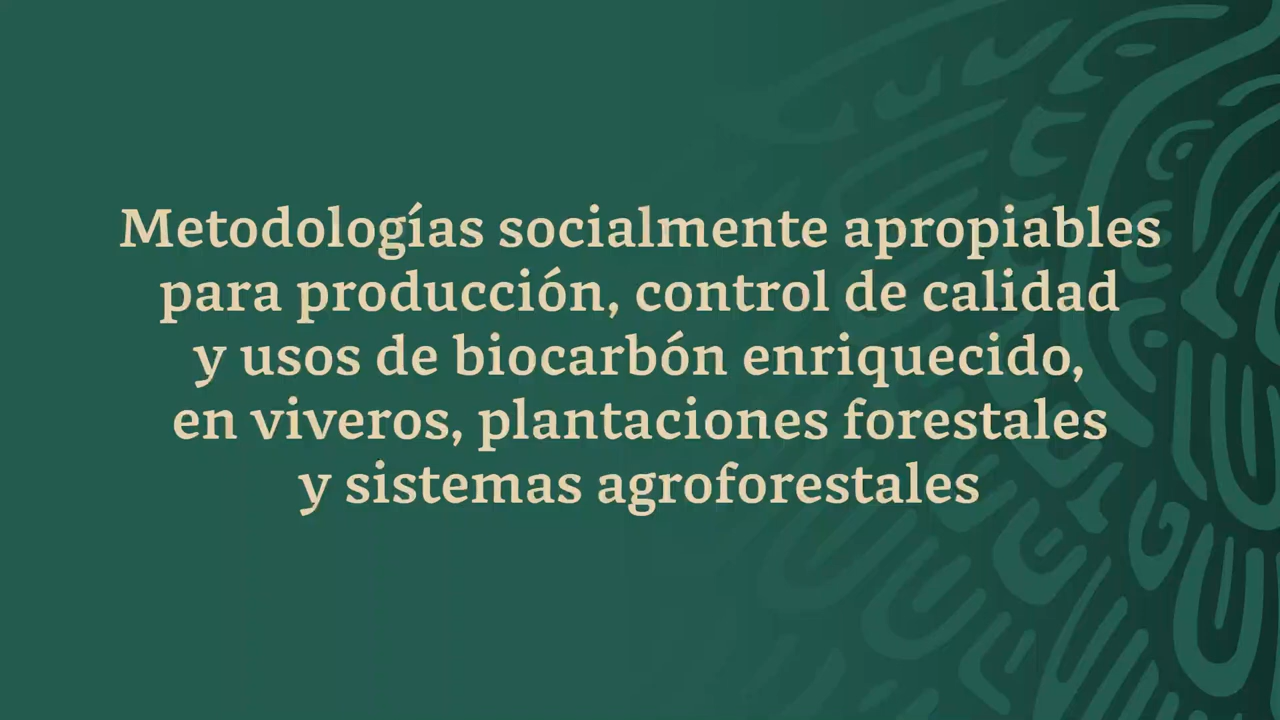 Metodologías socialmente apropiables
para producción, control de calidad
y usos de biocarbón enriquecido,
en viveros, plantaciones forestales
y sistemas agroforestales